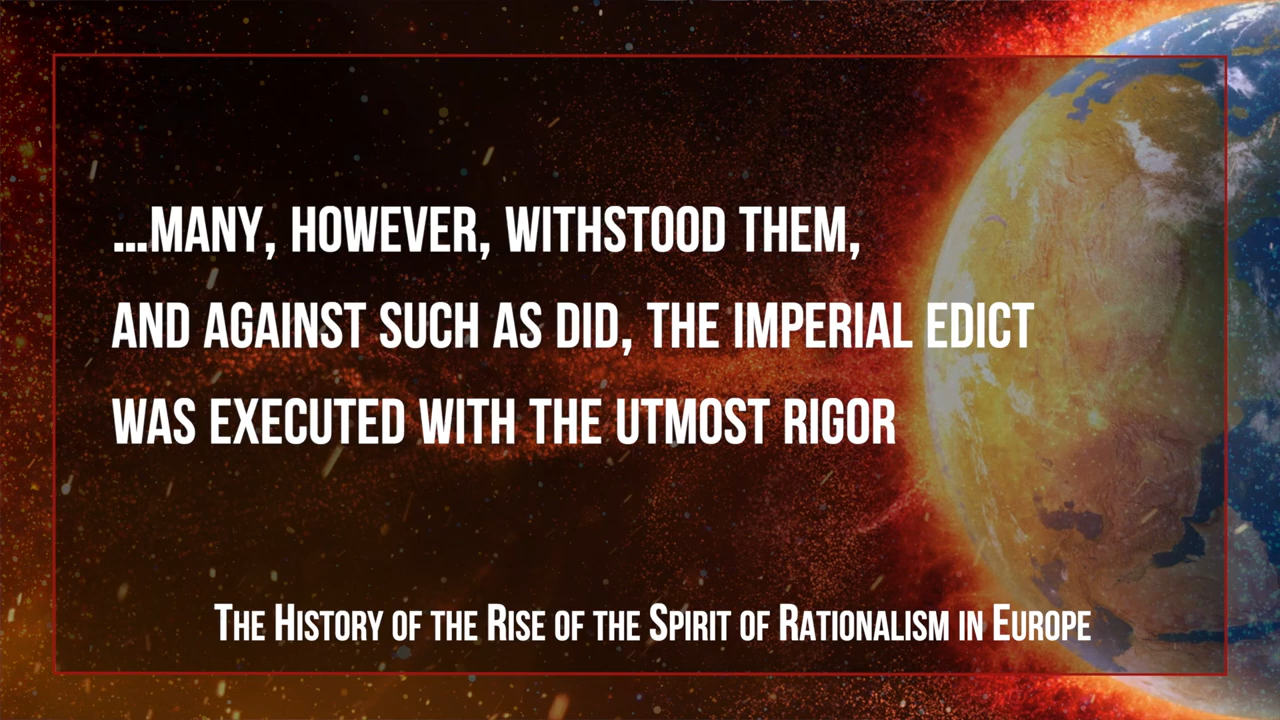 ...MANY, HOWEVER, WITHSTOOD THEM,
AND AGAINST SUCH AS DID, THE IMPERIAL EDICT
WAS EXECUTED WITH THE UTMOST RIGOR
THE HISTORY OF THE RISE OF THE SPIRIT OF RATIONALISM IN EUROPE